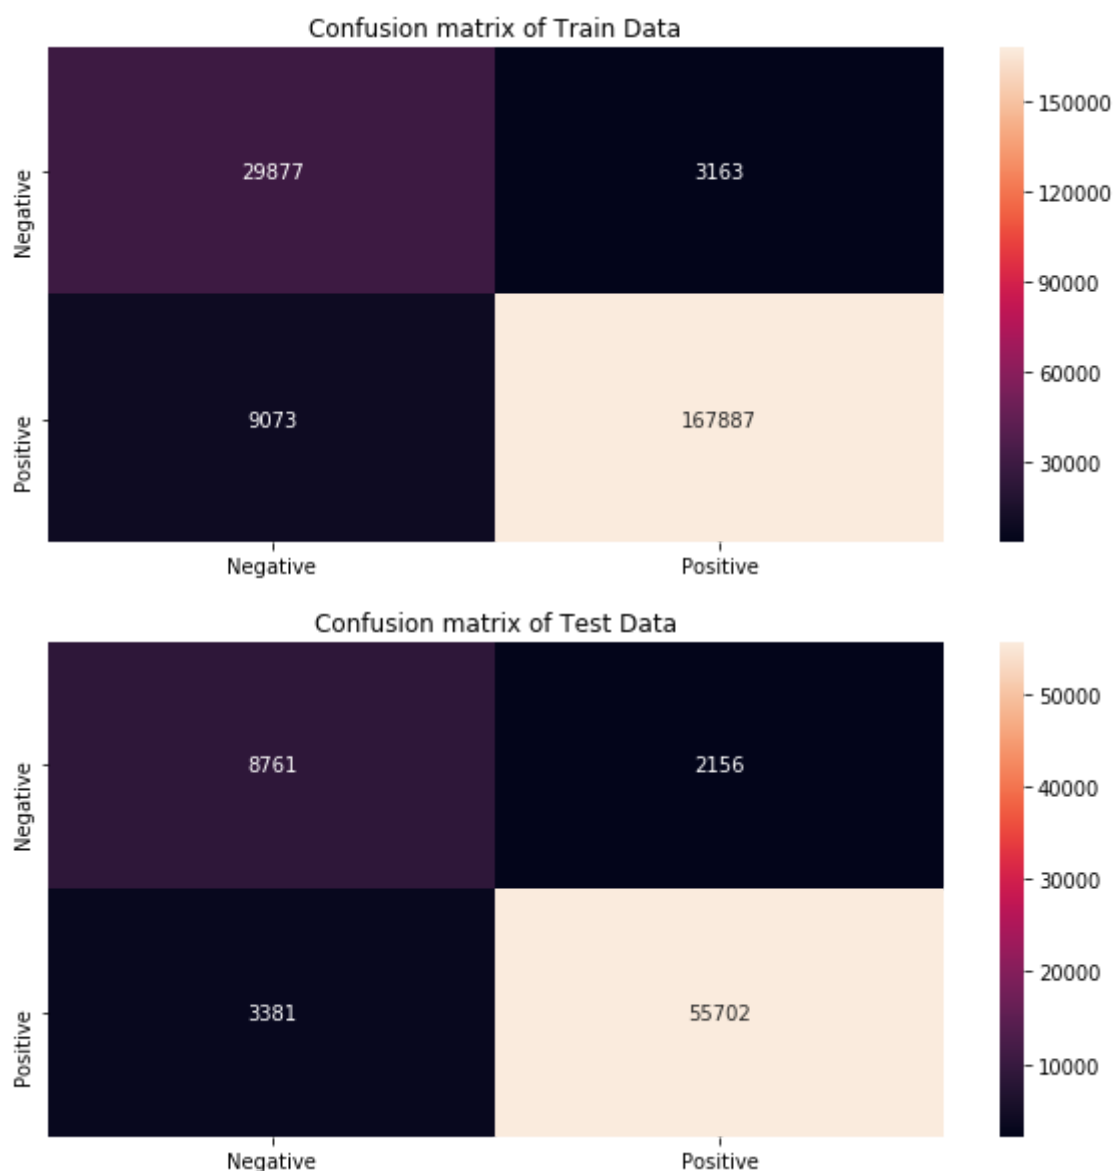 Confusion matrix of Train Data
Negative
29877
3163
150000
120000
90000
60000
30000
Positive
9073
167887
Negative
Positive
Confusion matrix of Test Data
Negative
8761
2156
50000
40000
30000
20000
10000
Positive
3381
55702
Negative
Positive